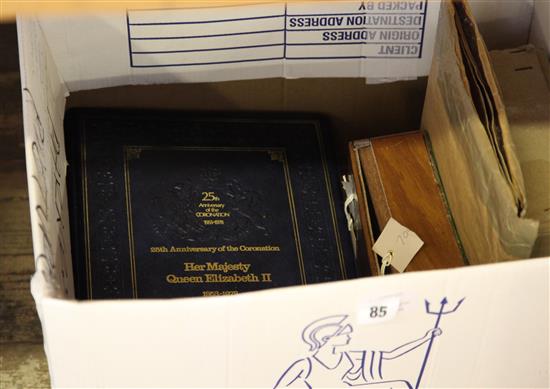 CLIENT
PACKED BY
ORIGIN ADDRESS
DESTINATION ADDRESS
25th
Anniversary
of the
CORONATION
1953-1978
25th Anniversary of the Coronation
Her Majesty
Queen Elizabeth II
1953-1978
85